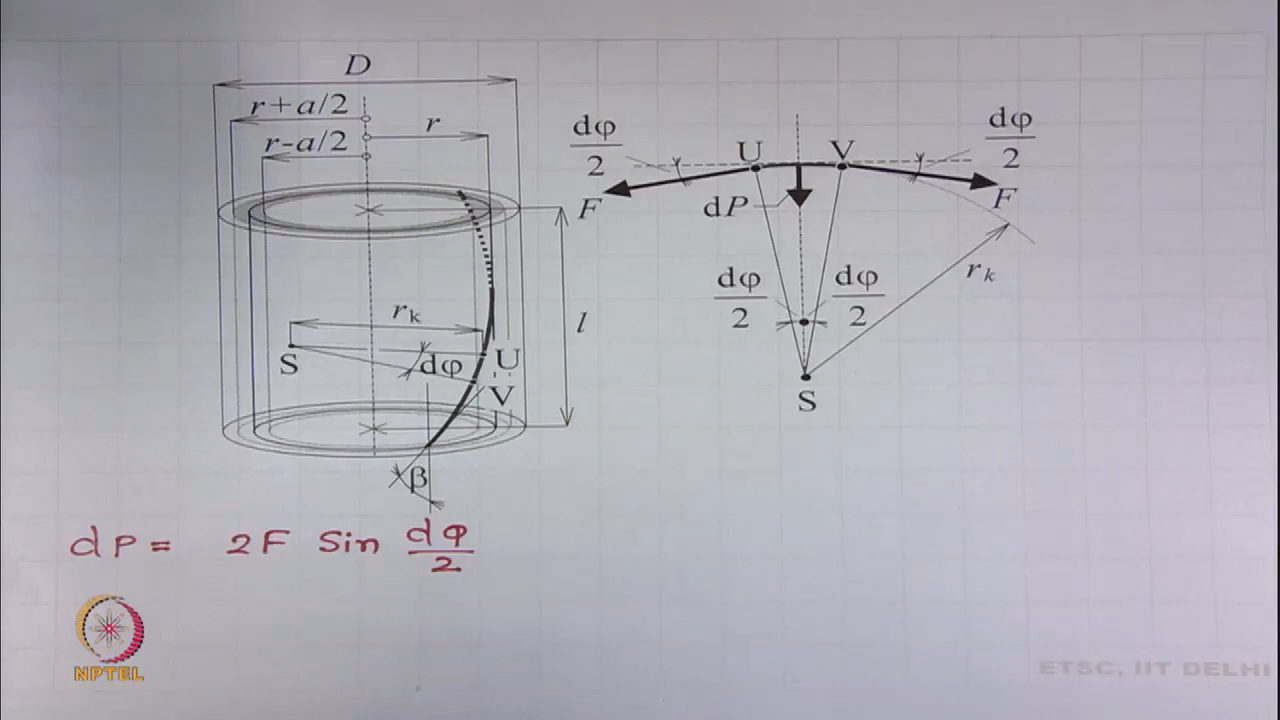 D
r + a/2
r-a/2
r
r_k
S
dφ
U
V
l
β
dφ/2
U
V
dφ/2
F
dP
F
dφ/2
dφ/2
r_k
S
dP = 2F Sin dφ/2
NPTEL
ETSC, IIT DELHI